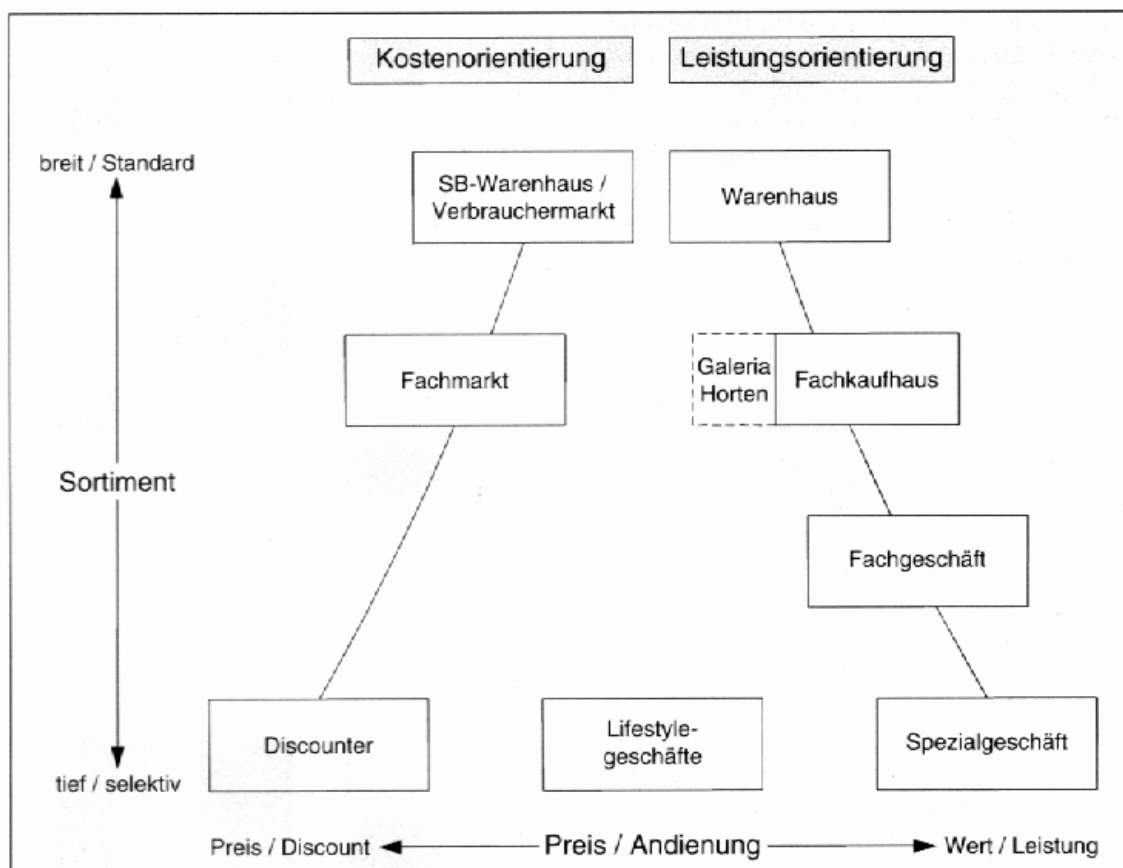 Kostenorientierung
Leistungsorientierung
breit / Standard
SB-Warenhaus /
Verbrauchermarkt
Warenhaus
Fachmarkt
Galeria
Horten
Fachkaufhaus
Sortiment
Fachgeschäft
Discounter
Lifestyle-
geschäfte
Spezialgeschäft
tief / selektiv
Preis / Discount
Preis / Andienung
Wert / Leistung